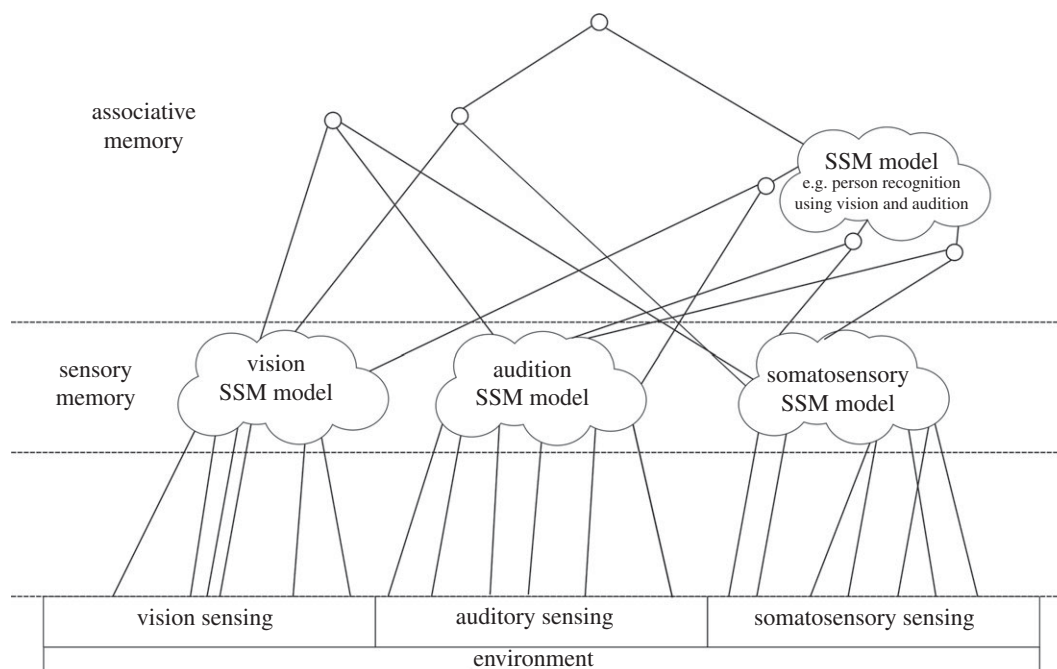 associative
memory
SSM model
e.g. person recognition
using vision and audition
sensory
memory
vision
SSM model
audition
SSM model
somatosensory
SSM model
vision sensing
auditory sensing
somatosensory sensing
environment